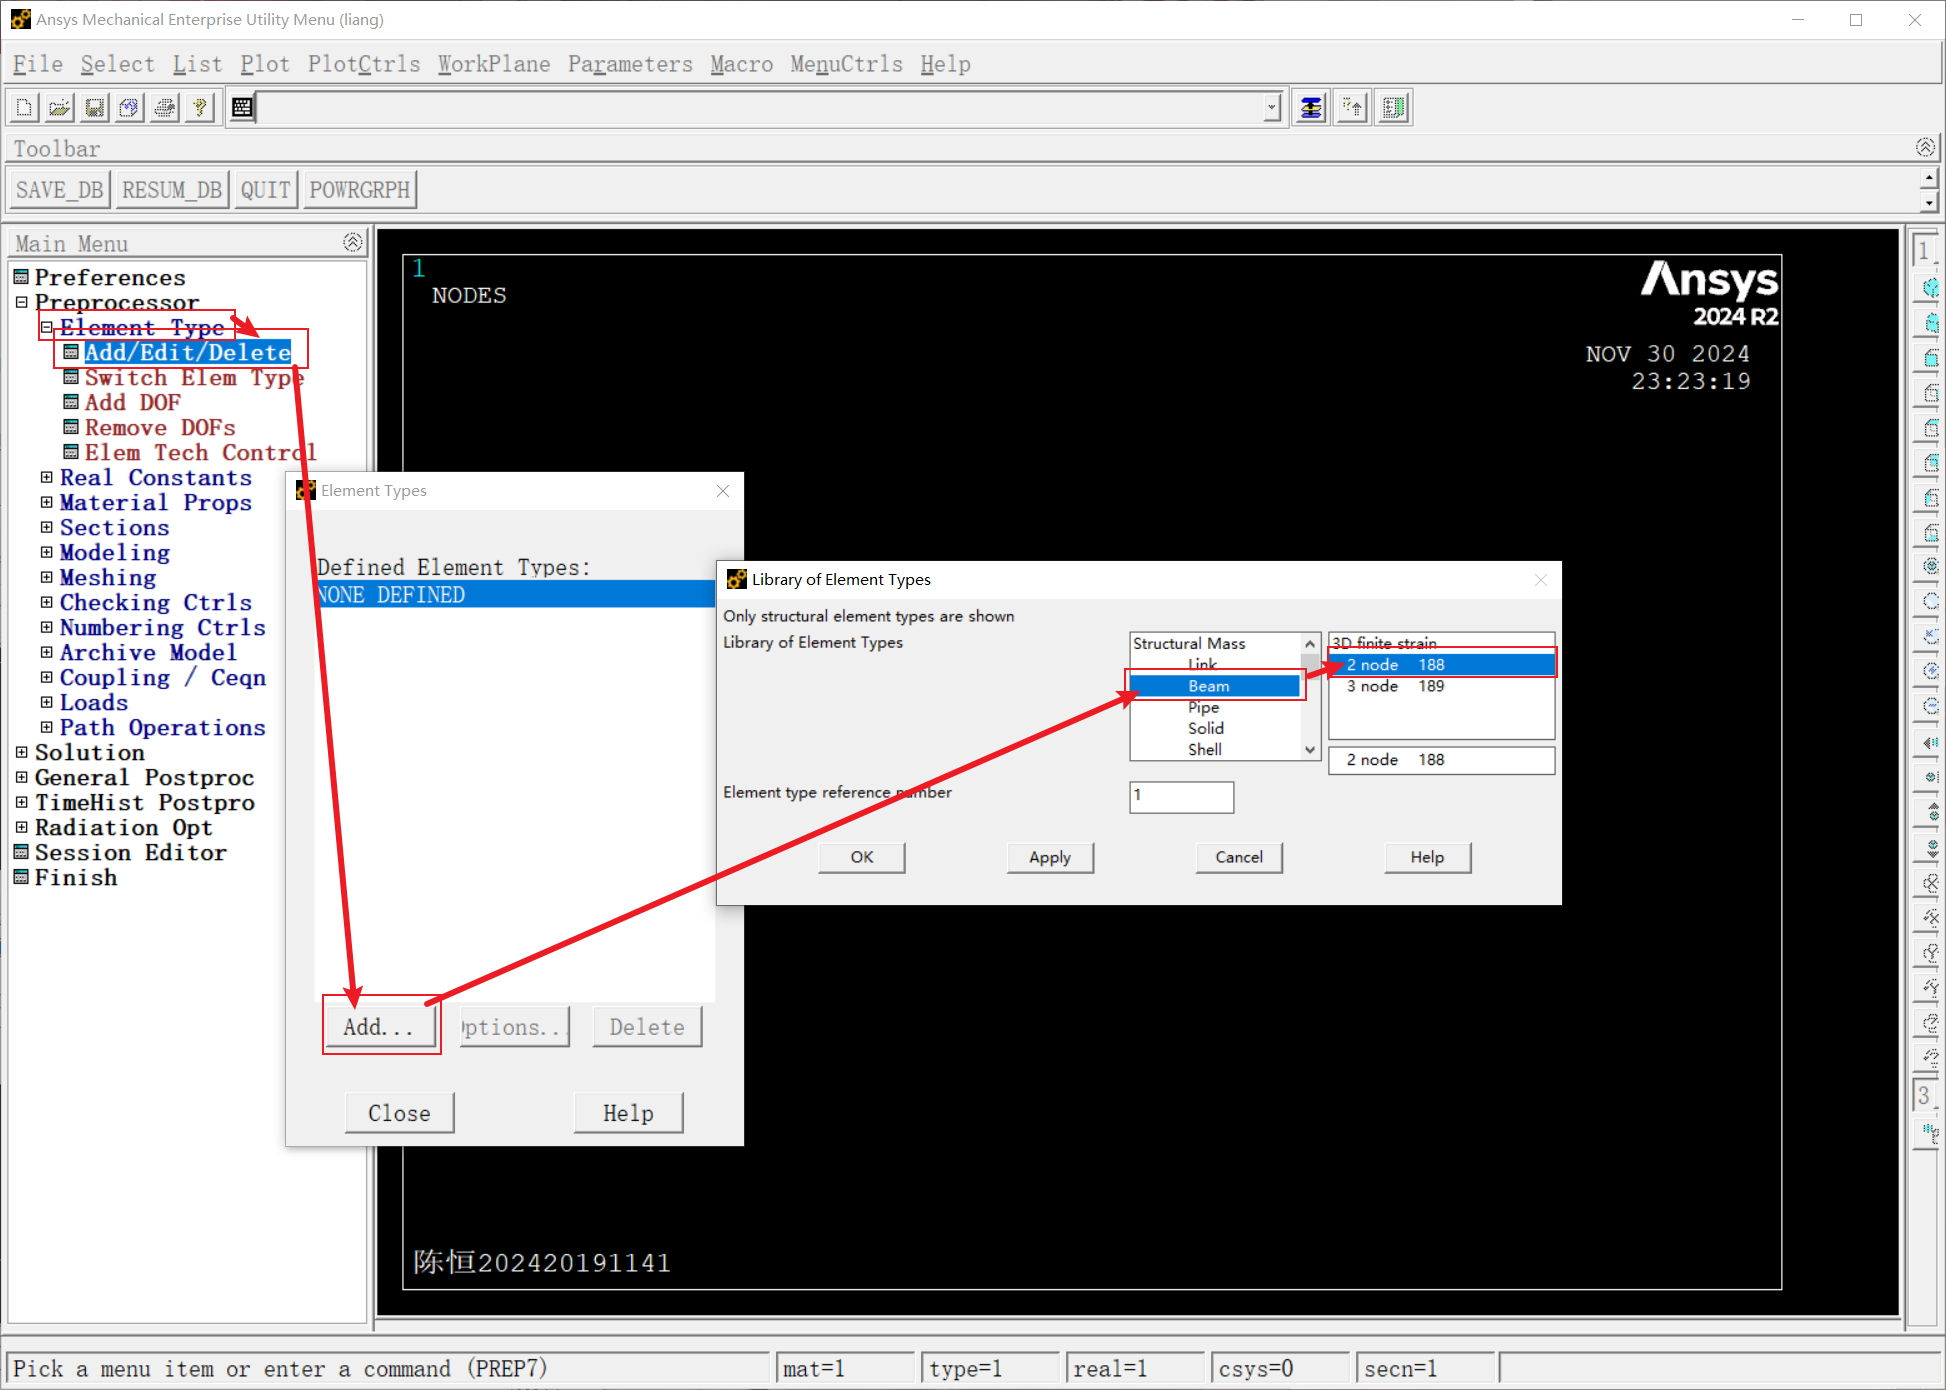 Ansys Mechanical Enterprise Utility Menu (liang)
File Select List Plot PlotCtrls WorkPlane Parameters Macro MenuCtrls Help
Toolbar
SAVE_DB RESUM_DB QUIT POWRGRPH
Main Menu
Preferences
Preprocessor
Element Type
Add/Edit/Delete
Switch Elem Type
Add DOF
Remove DOFs
Elem Tech Control
Real Constants
Material Props
Sections
Modeling
Meshing
Checking Ctrls
Numbering Ctrls
Archive Model
Coupling / Ceqn
Loads
Path Operations
Solution
General Postproc
TimeHist Postpro
Radiation Opt
Session Editor
Finish
1
NODES
Ansys
2024 R2
NOV 30 2024
23:23:19
Element Types
Defined Element Types:
NONE DEFINED
Add... ptions... Delete
Close Help
Library of Element Types
Only structural element types are shown
Library of Element Types
Structural Mass
Link
Beam
Pipe
Solid
Shell
3D finite strain
2 node 188
3 node 189
2 node 188
Element type reference number
1
OK Apply Cancel Help
陈恒202420191141
1
3
Pick a menu item or enter a command (PREP7)
mat=1 type=1 real=1 csys=0 secn=1